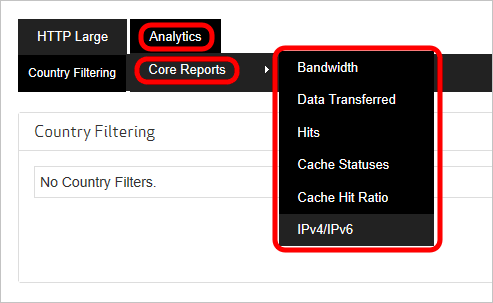 HTTP Large
Analytics
Country Filtering
Core Reports
Bandwidth
Data Transferred
Hits
Cache Statuses
Cache Hit Ratio
IPv4/IPv6
Country Filtering
No Country Filters.